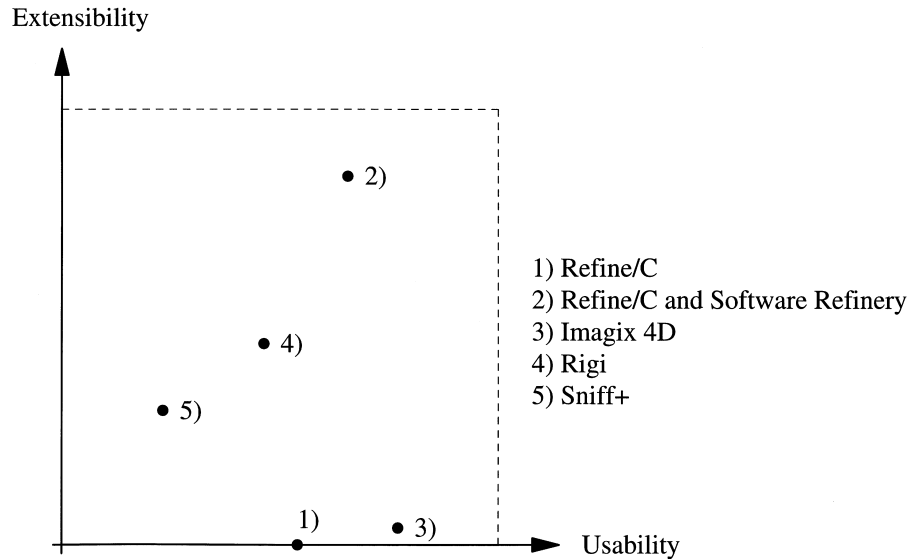 Extensibility
2)
1) Refine/C
2) Refine/C and Software Refinery
3) Imagix 4D
4) Rigi
5) Sniff+
4)
5)
1)
3)
Usability